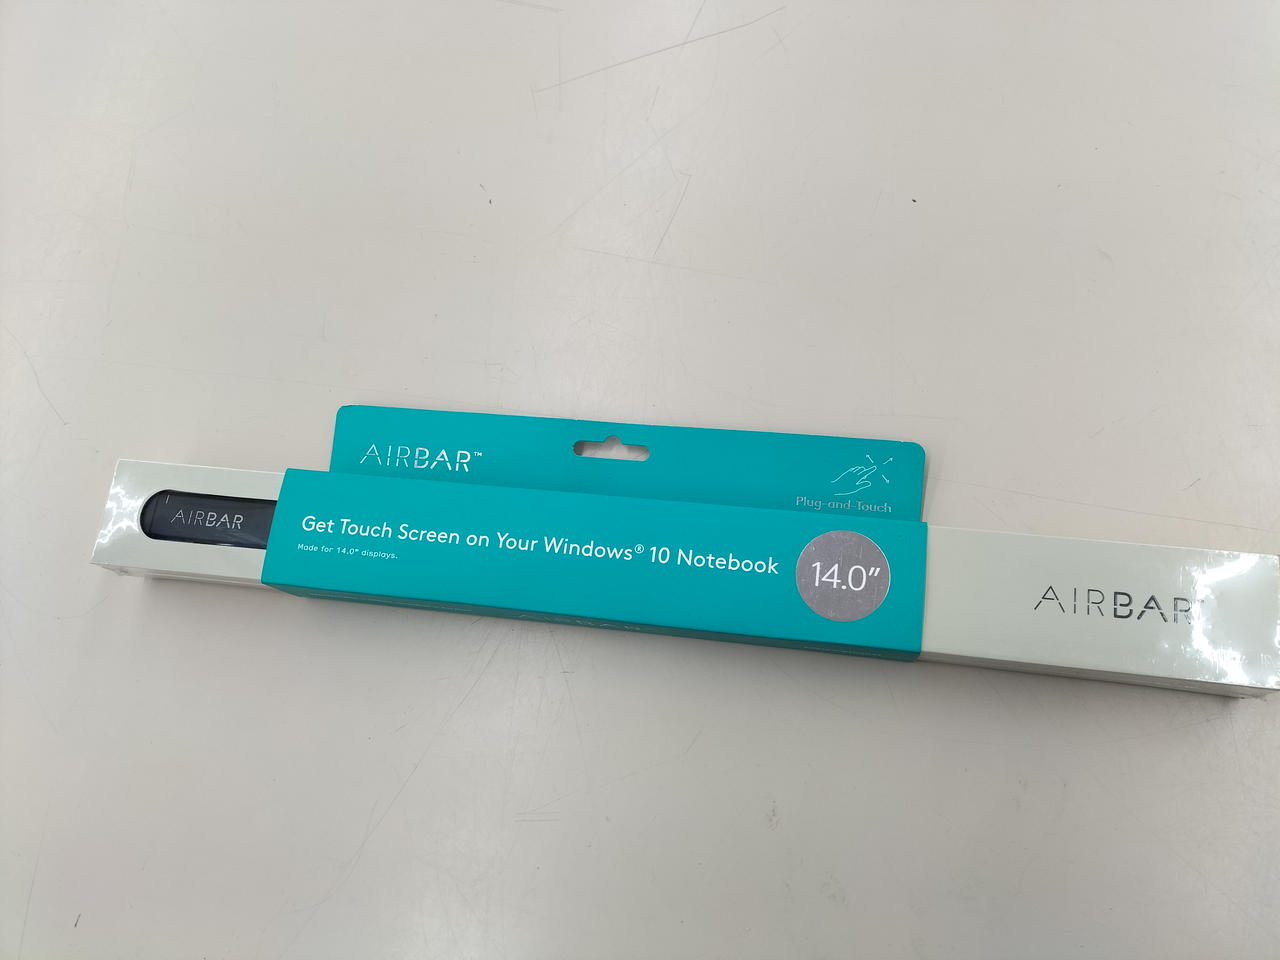 AIRBAR™
Plug-and-Touch
AIRBAR
Get Touch Screen on Your Windows® 10 Notebook
Made for 14.0" displays.
14.0"
AIRBAR
AIRBAR